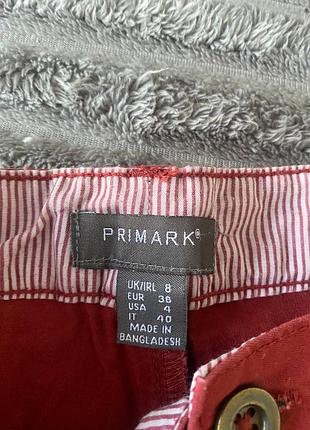 PRIMARK®
UK/IRL 8
EUR 36
USA 4
IT 40
MADE IN
BANGLADESH